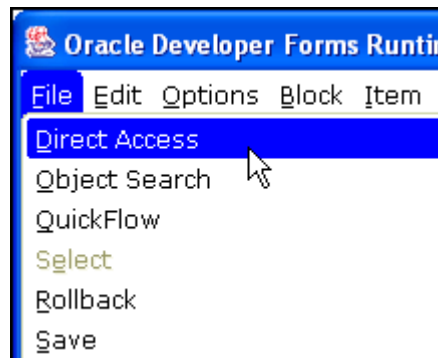 Oracle Developer Forms Runti
File Edit Options Block Item
Direct Access
Object Search
QuickFlow
Select
Rollback
Save